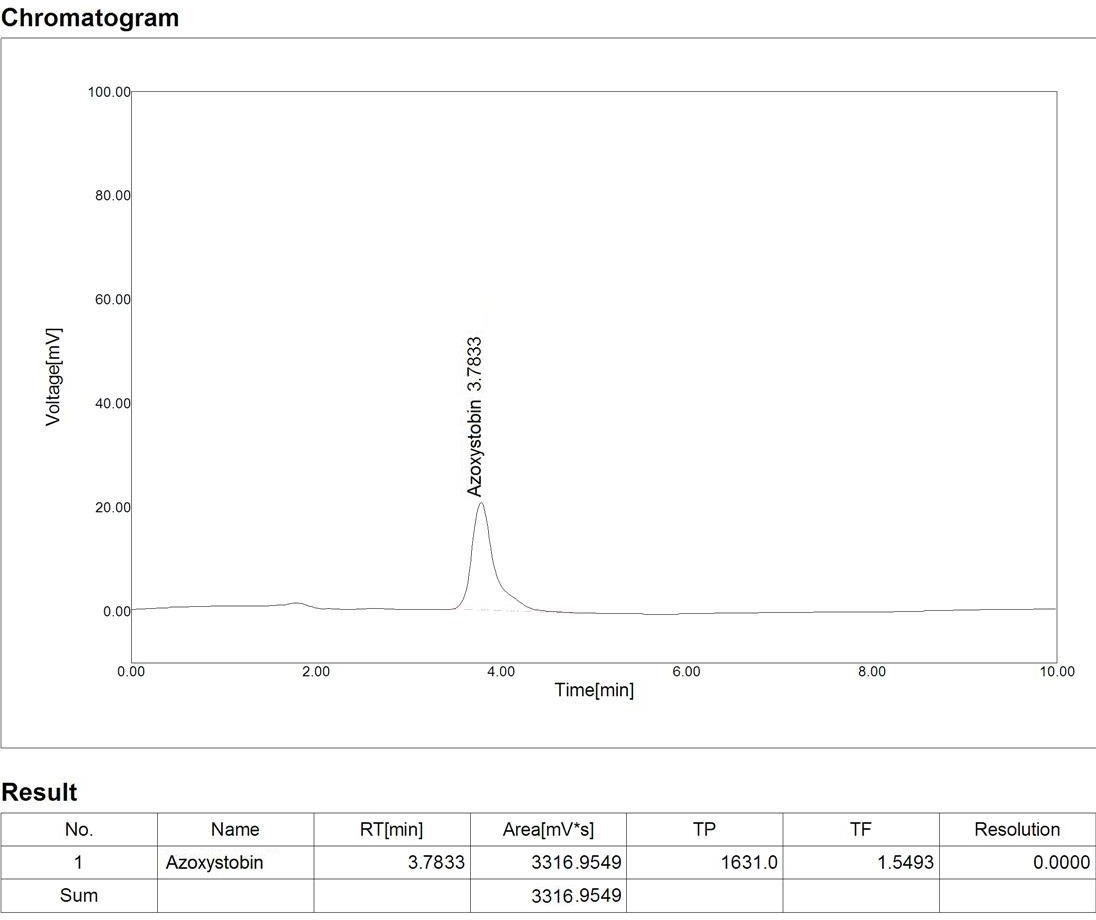 Chromatogram
100.00
80.00
60.00
40.00
20.00
0.00
Voltage[mV]
Azoxystobin 3.7833
0.00 2.00 4.00 6.00 8.00 10.00
Time[min]
Result
No. Name RT[min] Area[mV*s] TP TF Resolution
1 Azoxystobin 3.7833 3316.9549 1631.0 1.5493 0.0000
Sum 3316.9549